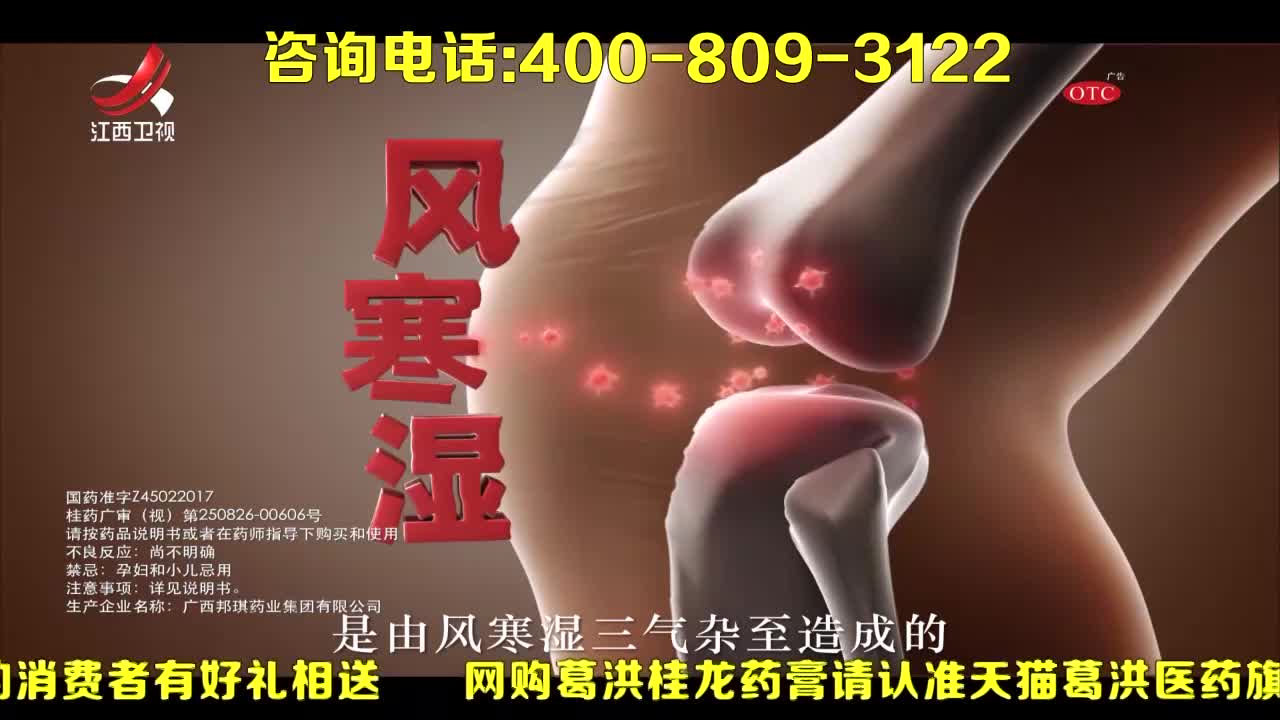 咨询电话:400-809-3122
江西卫视
广告
OTC
风
寒
湿
国药准字Z45022017
桂药广审（视）第250826-00606号
请按药品说明书或者在药师指导下购买和使用
不良反应：尚不明确
禁忌：孕妇和小儿忌用
注意事项：详见说明书。
生产企业名称：广西邦琪药业集团有限公司
是由风寒湿三气杂至造成的
的消费者有好礼相送 网购葛洪桂龙药膏请认准天猫葛洪医药旗